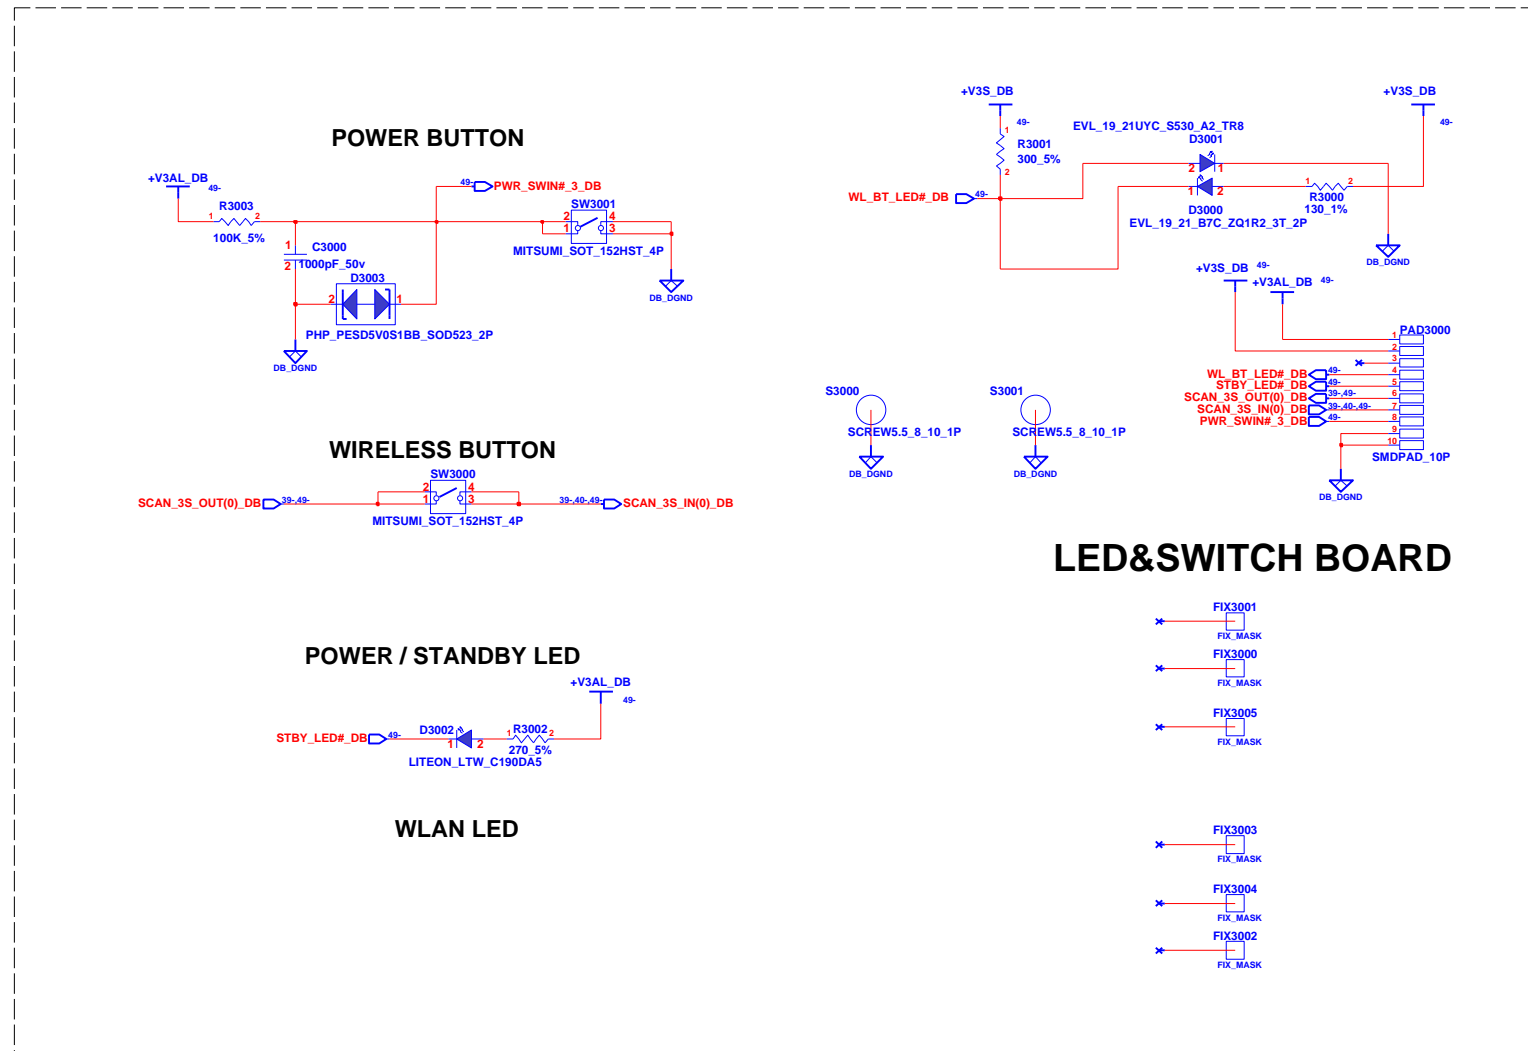 POWER BUTTON
+V3AL_DB
49-
R3003
1 2
100K_5%
1
C3000
1000pF_50v
2
D3003
2 1
PHP_PESD5V0S1BB_SOD523_2P
DB_DGND
49-
PWR_SWIN#_3_DB
SW3001
2 4
1 3
MITSUMI_SOT_152HST_4P
DB_DGND
WIRELESS BUTTON
SW3000
2 4
1 3
SCAN_3S_OUT(0)_DB
39-,49-
39-,40-,49-
SCAN_3S_IN(0)_DB
MITSUMI_SOT_152HST_4P
POWER / STANDBY LED
+V3AL_DB
49-
STBY_LED#_DB
49-
D3002
1 2
R3002
1 2
270_5%
LITEON_LTW_C190DA5
WLAN LED
+V3S_DB
49-
1
R3001
300_5%
2
EVL_19_21UYC_S530_A2_TR8
D3001
2 1
WL_BT_LED#_DB
49-
1 2
D3000
EVL_19_21_B7C_ZQ1R2_3T_2P
1 2
R3000
130_1%
+V3S_DB
49-
DB_DGND
+V3S_DB
49-
+V3AL_DB
49-
PAD3000
1
2
3
WL_BT_LED#_DB 49- 4
STBY_LED#_DB 49- 5
SCAN_3S_OUT(0)_DB 39-,49- 6
SCAN_3S_IN(0)_DB 39-,40-,49- 7
PWR_SWIN#_3_DB 49- 8
9
10
SMDPAD_10P
DB_DGND
S3000
SCREW5.5_8_10_1P
DB_DGND
S3001
SCREW5.5_8_10_1P
DB_DGND
LED&SWITCH BOARD
FIX3001
FIX_MASK
FIX3000
FIX_MASK
FIX3005
FIX_MASK
FIX3003
FIX_MASK
FIX3004
FIX_MASK
FIX3002
FIX_MASK